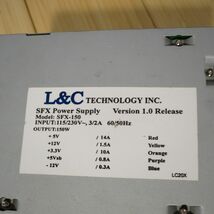 L&C TECHNOLOGY INC.
SFX Power Supply Version 1.0 Release
Model: SFX-150
INPUT:115/230V~, 3/2A 60/50Hz
OUTPUT:150W
+ 5V / 14A Red
+12V / 1.5A Yellow
+3.3V / 10A Orange
+5Vsb / 0.8A Purple
- 12V / 0.3A Blue
LC20X